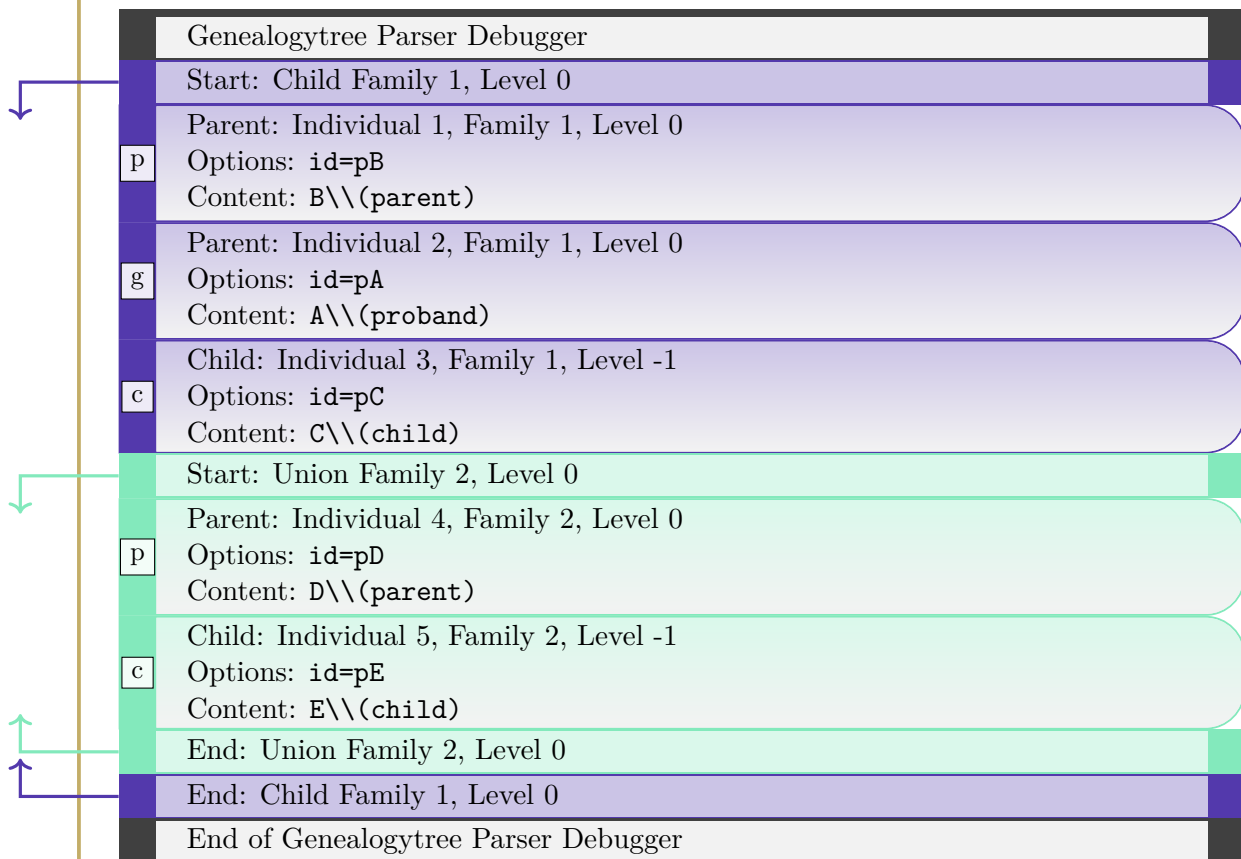 Genealogytree Parser Debugger
Start: Child Family 1, Level 0
Parent: Individual 1, Family 1, Level 0
p
Options: id=pB
Content: B\\(parent)
Parent: Individual 2, Family 1, Level 0
g
Options: id=pA
Content: A\\(proband)
Child: Individual 3, Family 1, Level -1
c
Options: id=pC
Content: C\\(child)
Start: Union Family 2, Level 0
Parent: Individual 4, Family 2, Level 0
p
Options: id=pD
Content: D\\(parent)
Child: Individual 5, Family 2, Level -1
c
Options: id=pE
Content: E\\(child)
End: Union Family 2, Level 0
End: Child Family 1, Level 0
End of Genealogytree Parser Debugger